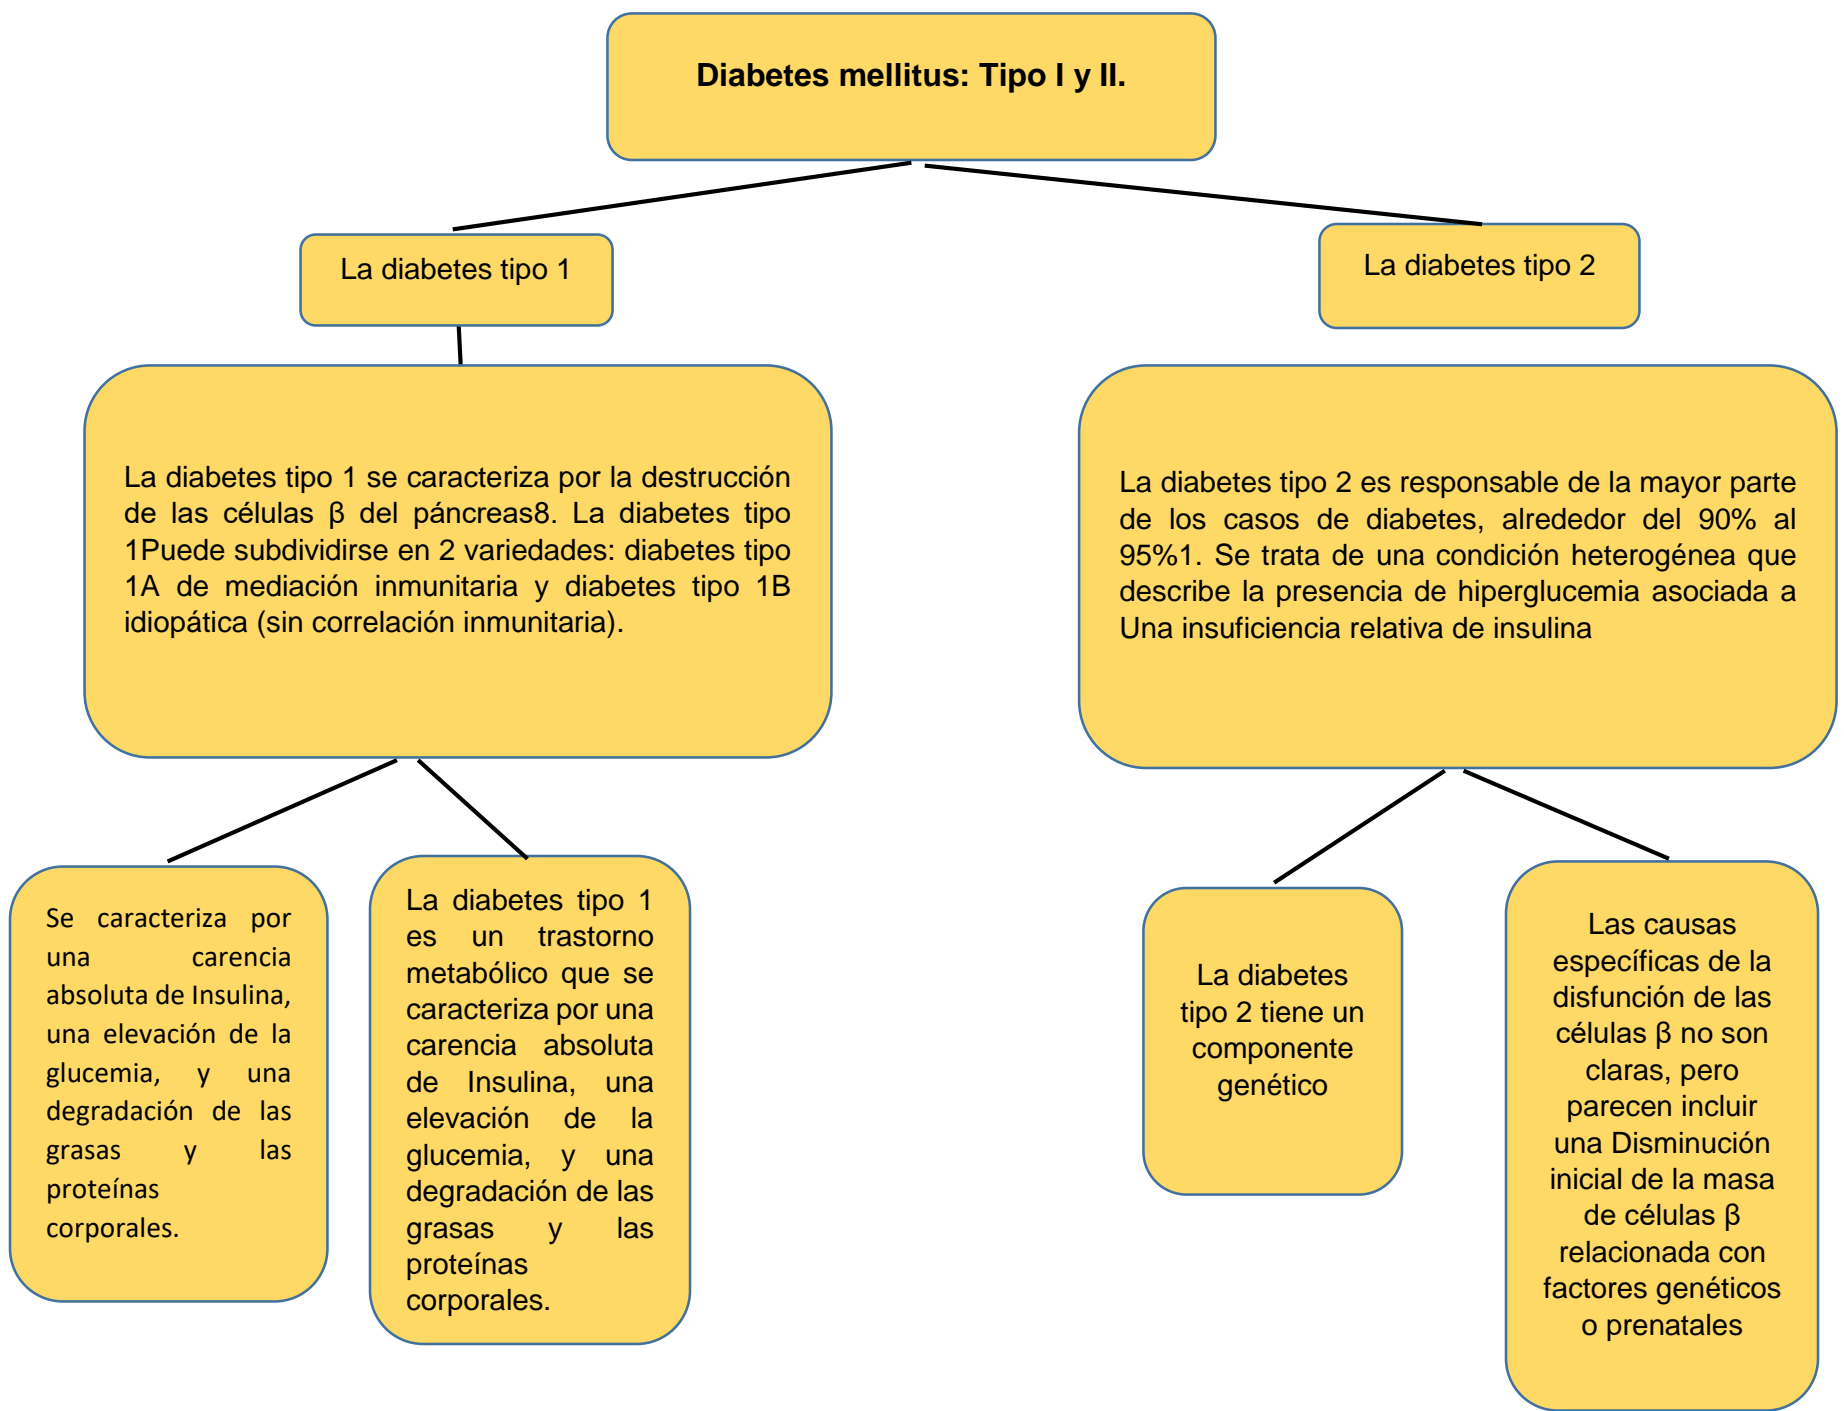 Diabetes mellitus: Tipo I y II.
La diabetes tipo 1
La diabetes tipo 2
La diabetes tipo 1 se caracteriza por la destrucción
de las células β del páncreas8. La diabetes tipo
1Puede subdividirse en 2 variedades: diabetes tipo
1A de mediación inmunitaria y diabetes tipo 1B
idiopática (sin correlación inmunitaria).
La diabetes tipo 2 es responsable de la mayor parte
de los casos de diabetes, alrededor del 90% al
95%1. Se trata de una condición heterogénea que
describe la presencia de hiperglucemia asociada a
Una insuficiencia relativa de insulina
Se caracteriza por
una carencia
absoluta de Insulina,
una elevación de la
glucemia, y una
degradación de las
grasas y las
proteínas
corporales.
La diabetes tipo 1
es un trastorno
metabólico que se
caracteriza por una
carencia absoluta
de Insulina, una
elevación de la
glucemia, y una
degradación de las
grasas y las
proteínas
corporales.
La diabetes
tipo 2 tiene un
componente
genético
Las causas
específicas de la
disfunción de las
células β no son
claras, pero
parecen incluir
una Disminución
inicial de la masa
de células β
relacionada con
factores genéticos
o prenatales